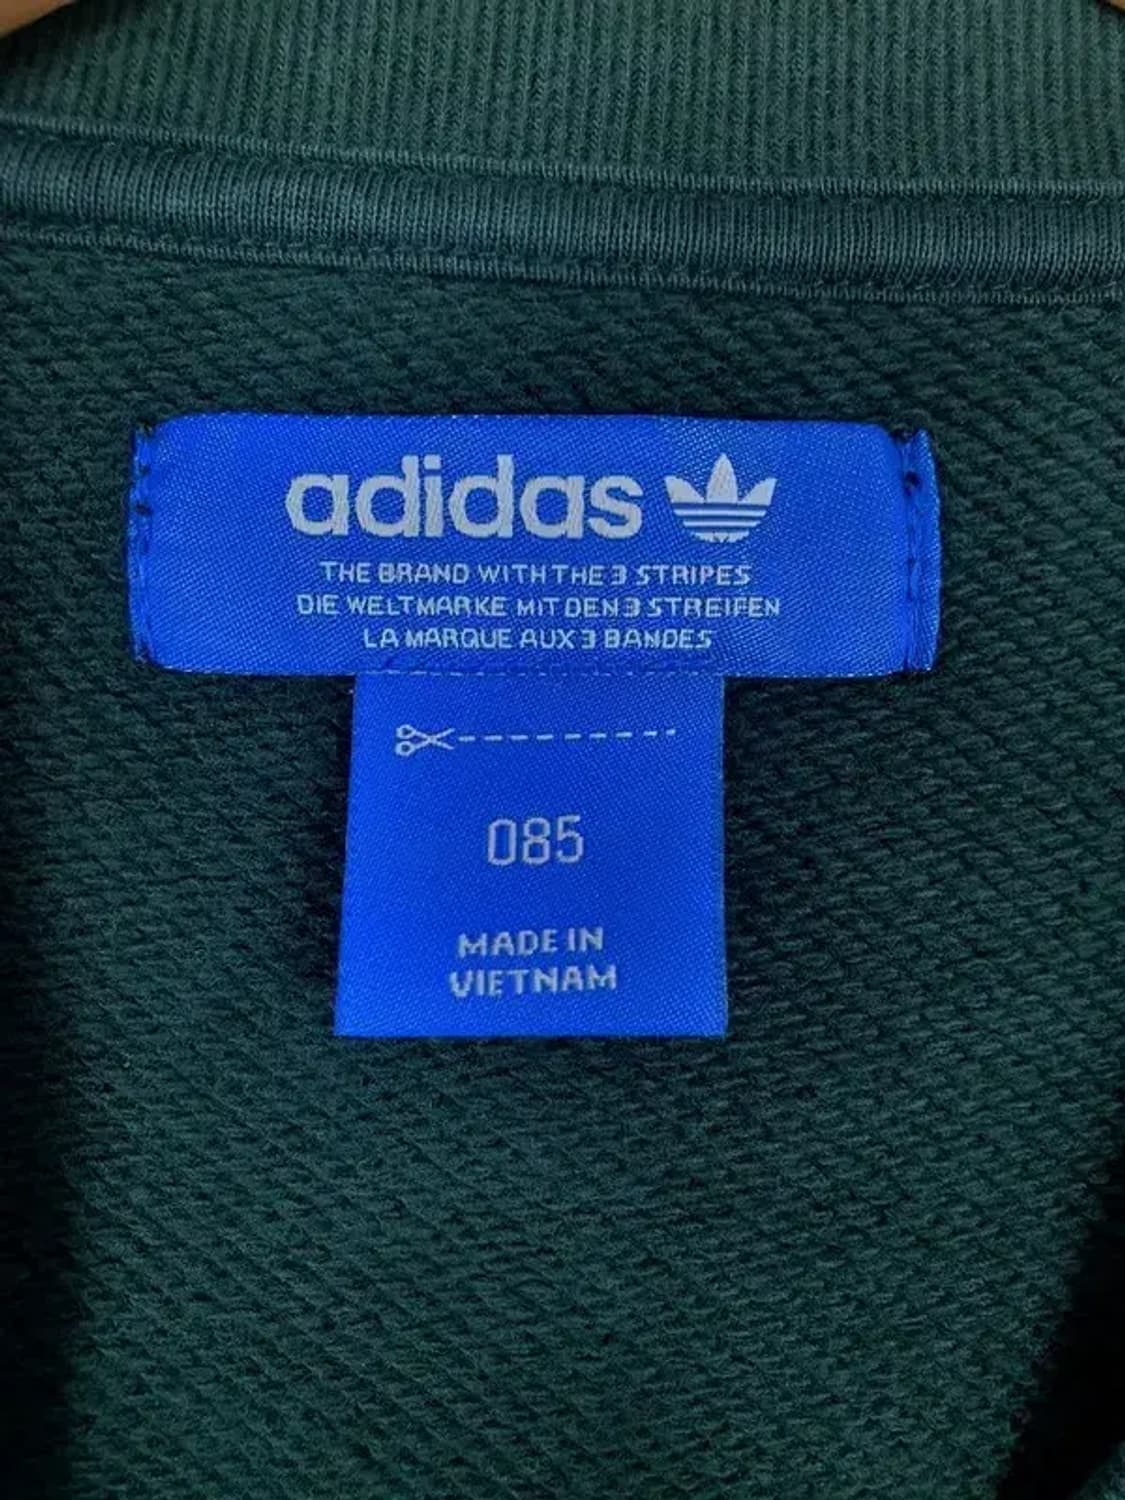 adidas
THE BRAND WITH THE 3 STRIPES
DIE WELTMARKE MIT DEN 3 STREIFEN
LA MARQUE AUX 3 BANDES
085
MADE IN
VIETNAM